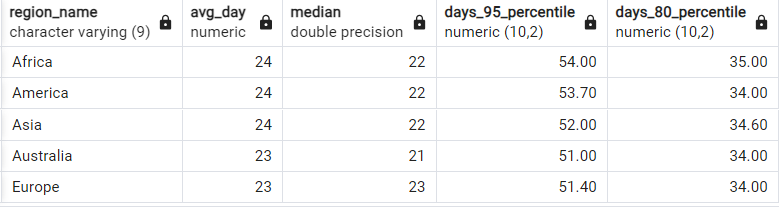 region_name avg_day median days_95_percentile days_80_percentile
character varying (9) numeric double precision numeric (10,2) numeric (10,2)
Africa 24 22 54.00 35.00
America 24 22 53.70 34.00
Asia 24 22 52.00 34.60
Australia 23 21 51.00 34.00
Europe 23 23 51.40 34.00